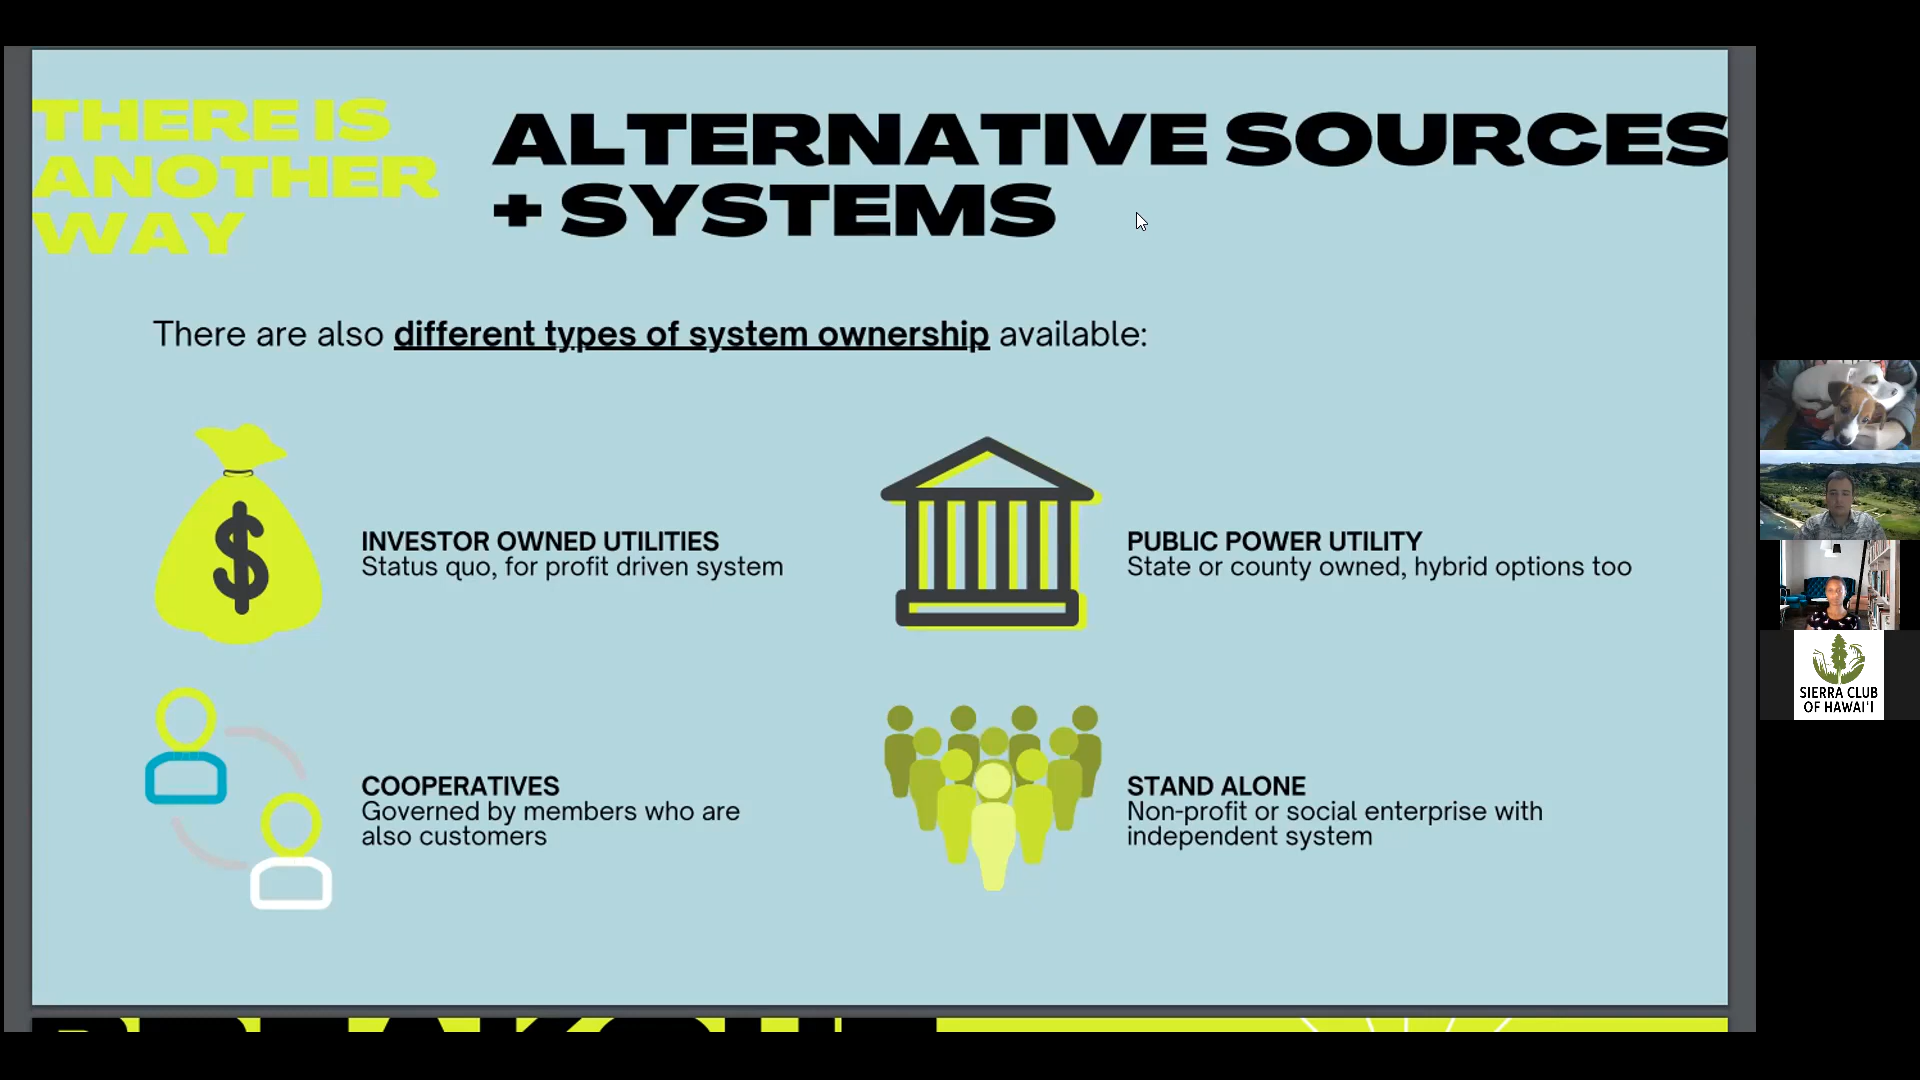 THERE IS
ANOTHER
WAY
ALTERNATIVE SOURCES
+ SYSTEMS
There are also different types of system ownership available:
$
INVESTOR OWNED UTILITIES
Status quo, for profit driven system
PUBLIC POWER UTILITY
State or county owned, hybrid options too
COOPERATIVES
Governed by members who are
also customers
STAND ALONE
Non-profit or social enterprise with
independent system
SIERRA CLUB
OF HAWAI'I